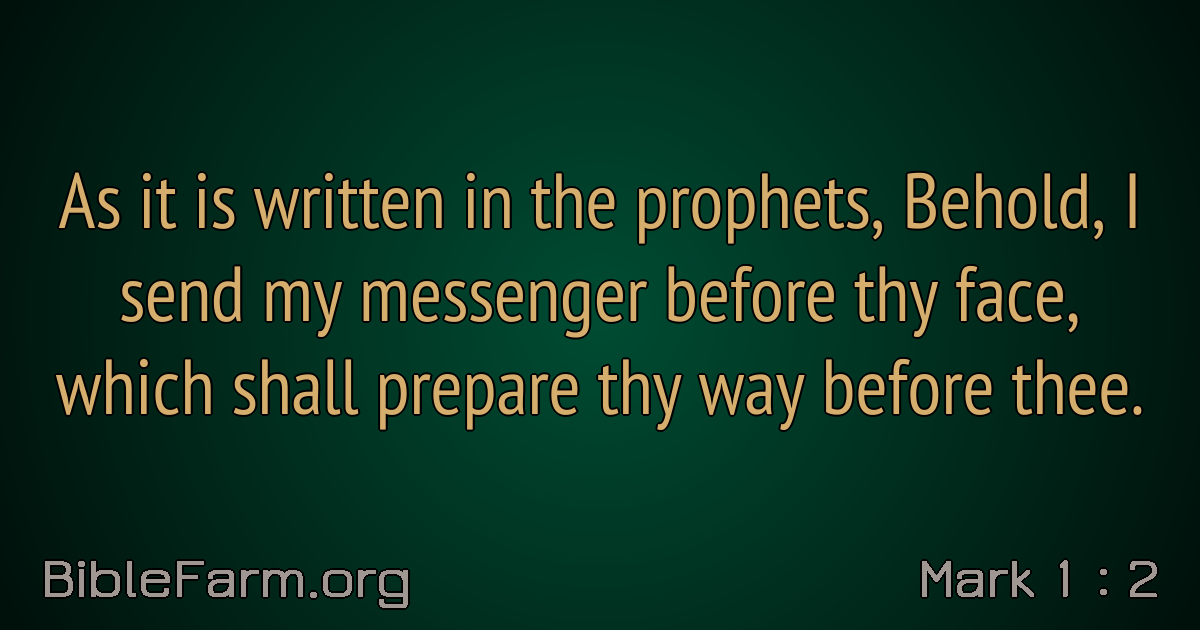 As it is written in the prophets, Behold, I
send my messenger before thy face,
which shall prepare thy way before thee.
BibleFarm.org
Mark 1 : 2